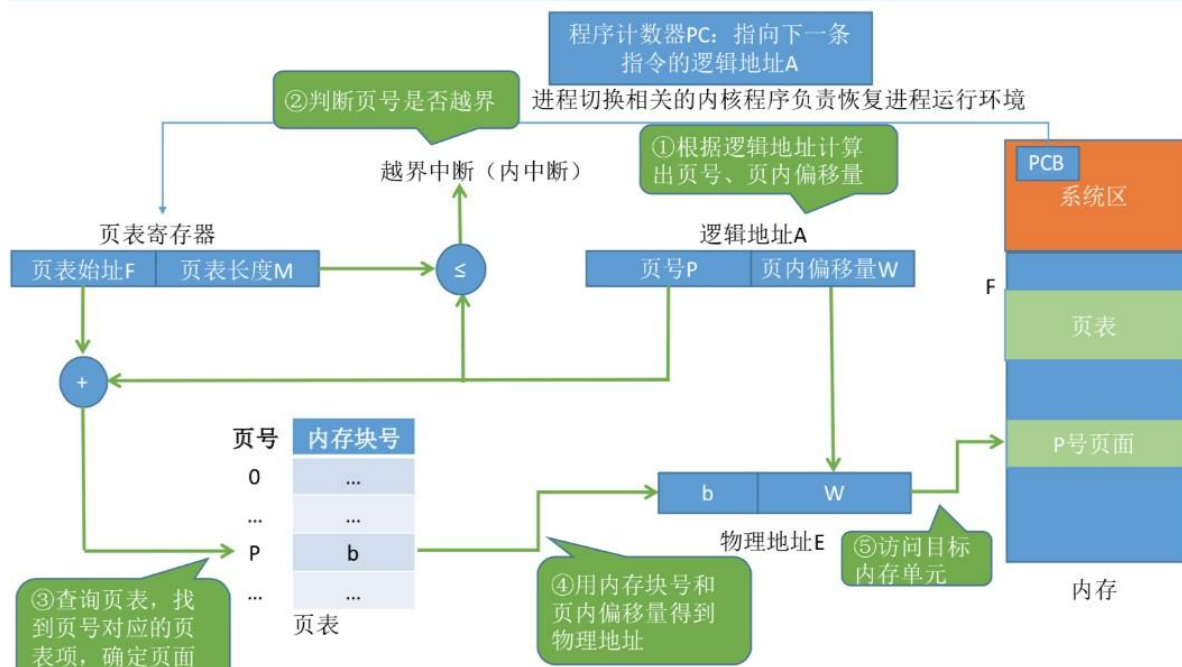 程序计数器PC：指向下一条
指令的逻辑地址A
②判断页号是否越界
进程切换相关的内核程序负责恢复进程运行环境
①根据逻辑地址计算
出页号、页内偏移量
PCB
系统区
越界中断（内中断）
页表寄存器
逻辑地址A
页表始址F
页表长度M
≤
页号P
页内偏移量W
F
页表
+
页号
内存块号
0
...
...
...
P
b
...
...
页表
P号页面
b
W
物理地址E
⑤访问目标
内存单元
内存
③查询页表，找
到页号对应的页
表项，确定页面
④用内存块号和
页内偏移量得到
物理地址